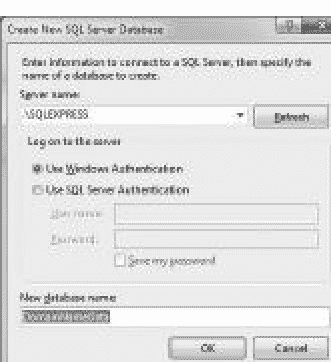 Create New SQL Server Database
Enter information to connect to a SQL Server, then specify the
name of a database to create.
Server name:
.\SQLEXPRESS
Refresh
Log on to the server
Use Windows Authentication
Use SQL Server Authentication
User name:
Password:
Save my password
New database name:
OK
Cancel